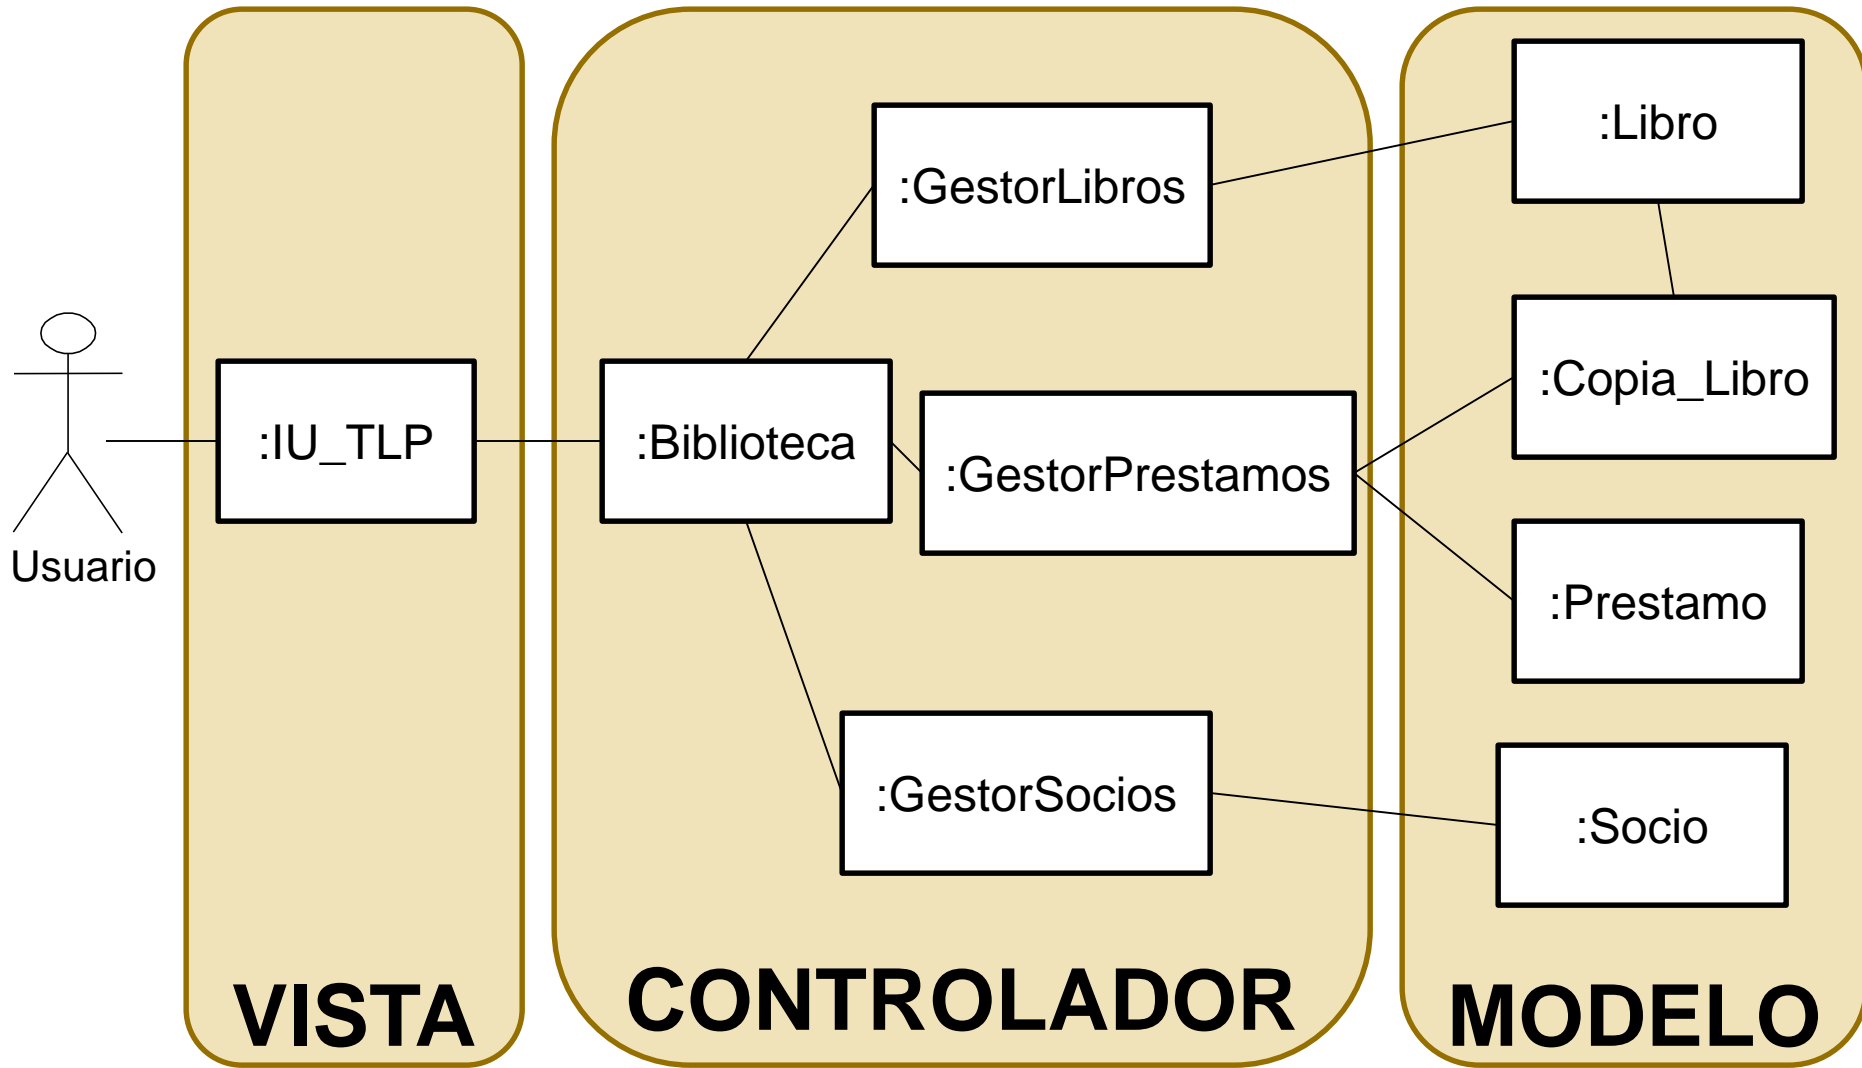 Usuario
:IU_TLP
VISTA
:GestorLibros
:Biblioteca
:GestorPrestamos
:GestorSocios
CONTROLADOR
:Libro
:Copia_Libro
:Prestamo
:Socio
MODELO